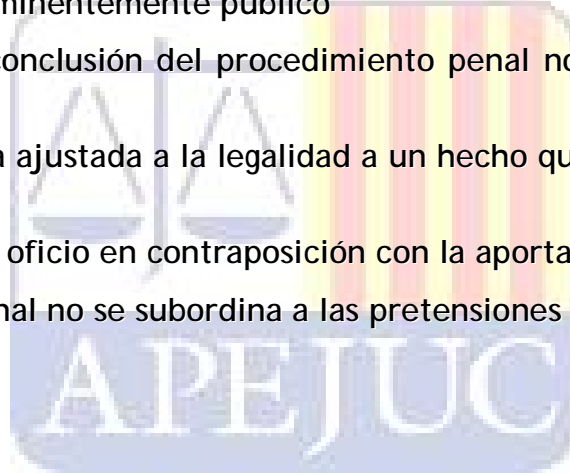 minentemente público
conclusión del procedimiento penal no
a ajustada a la legalidad a un hecho qu
oficio en contraposición con la aporta
nal no se subordina a las pretensiones
APEJUC